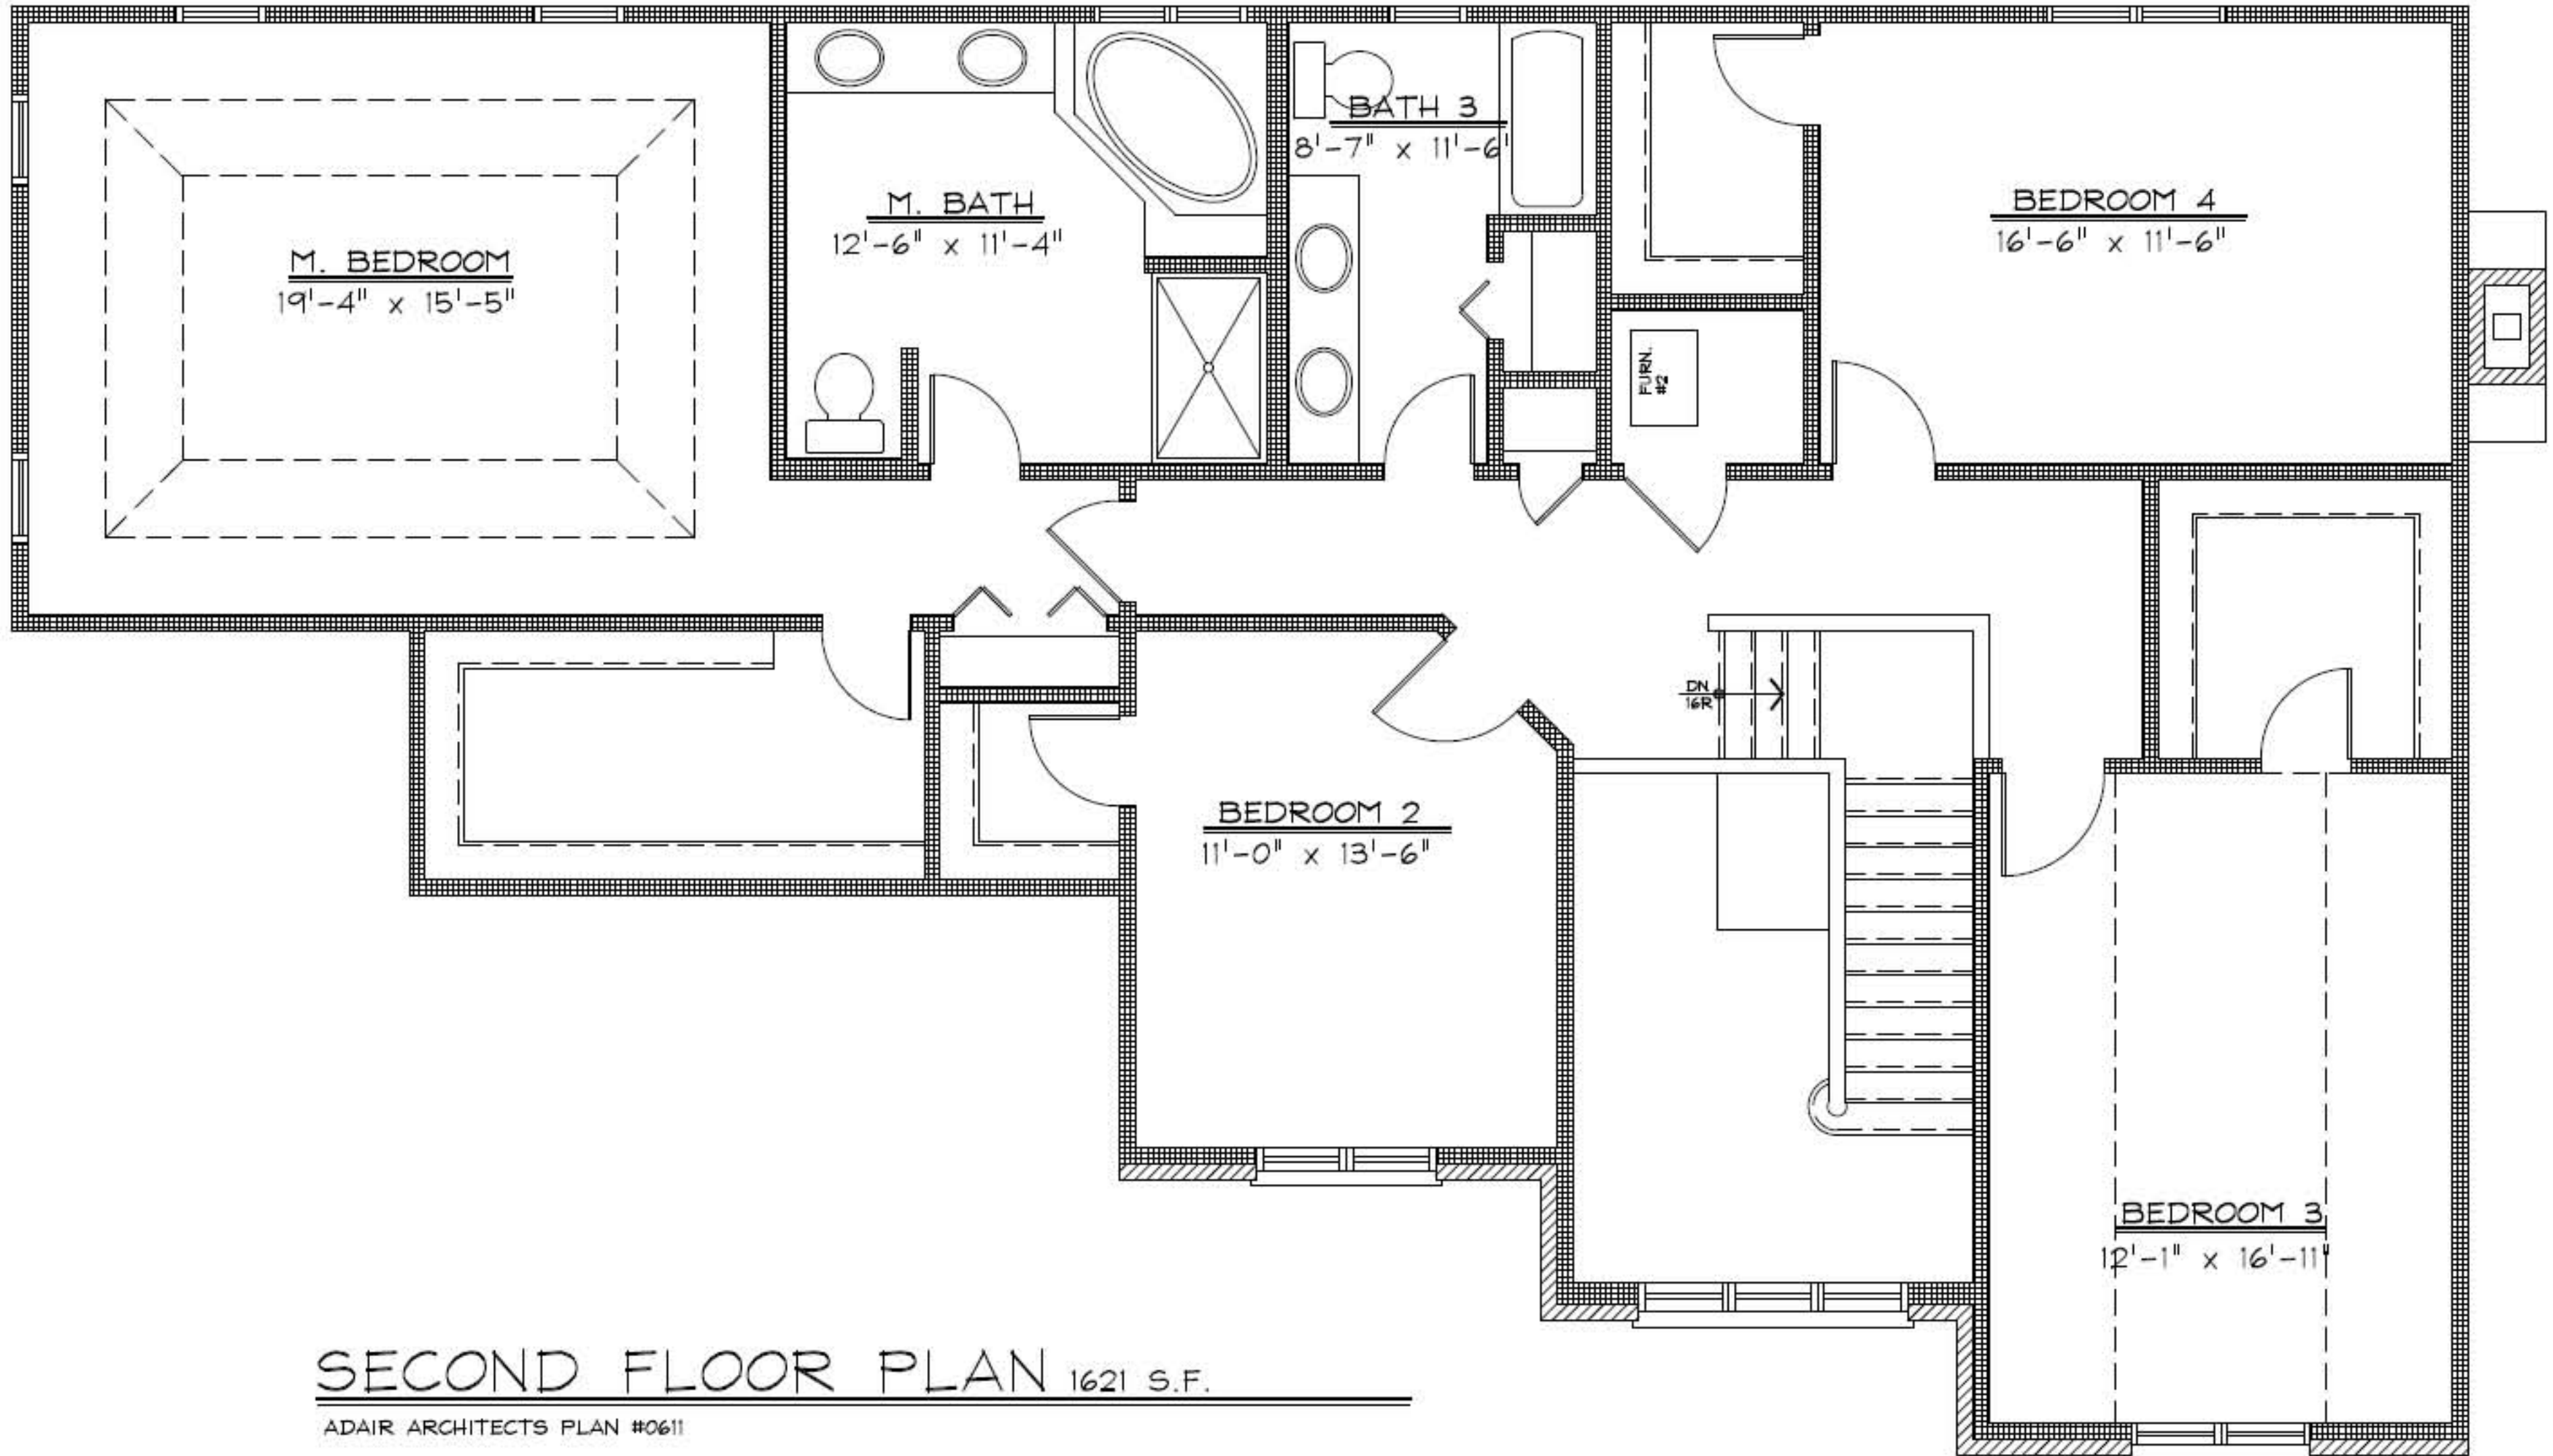 BATH 3
8'-7" x 11'-6"
M. BATH
12'-6" x 11'-4"
BEDROOM 4
16'-6" x 11'-6"
M. BEDROOM
19'-4" x 15'-5"
FURN.
#2
DN
16R
BEDROOM 2
11'-0" x 13'-6"
BEDROOM 3
12'-1" x 16'-11"
SECOND FLOOR PLAN 1621 S.F.
ADAIR ARCHITECTS PLAN #0611